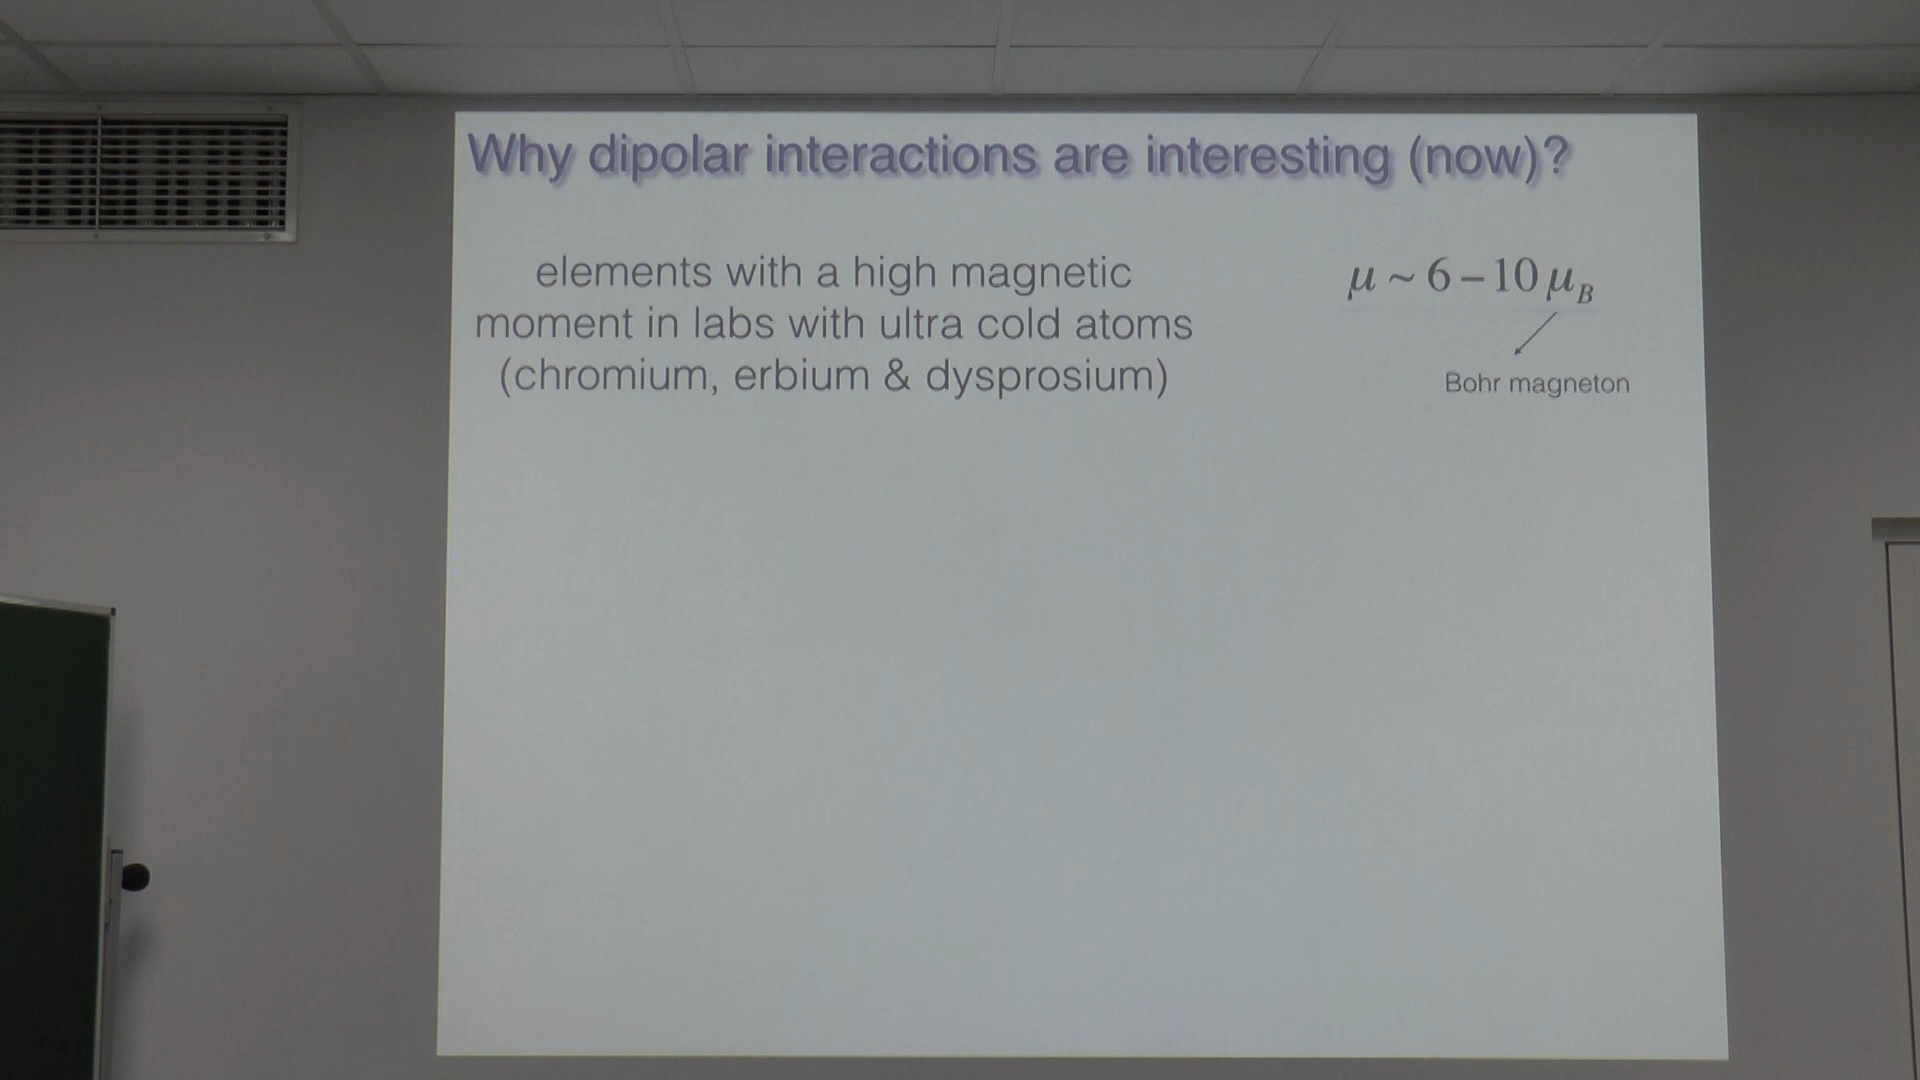 Why dipolar interactions are interesting (now)?
elements with a high magnetic
moment in labs with ultra cold atoms
(chromium, erbium & dysprosium)
μ ~ 6 – 10 μ_B
Bohr magneton